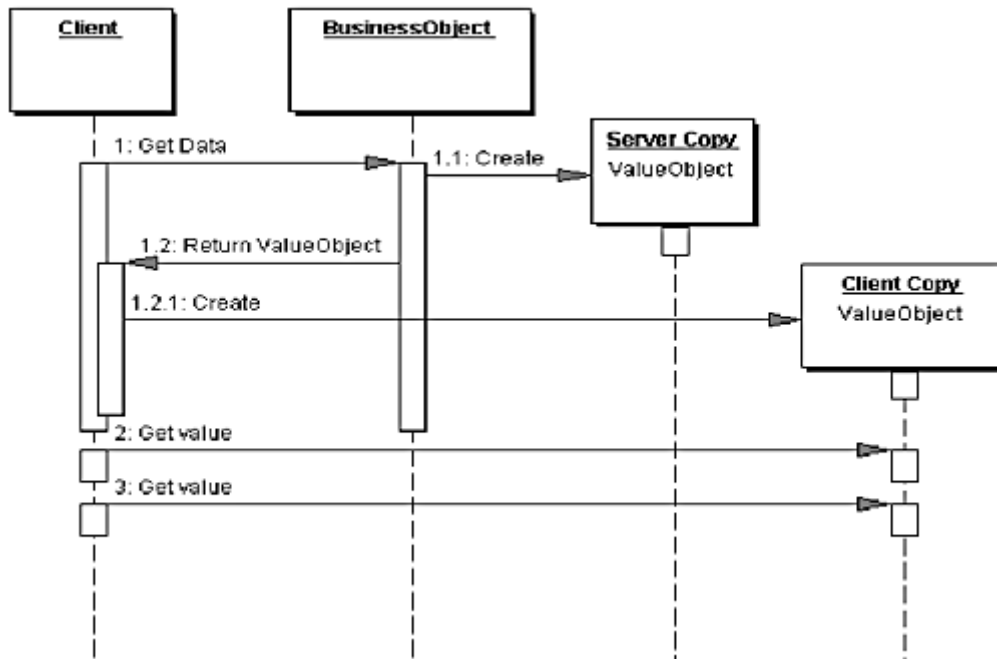 Client
BusinessObject
1: Get Data
1.1: Create
Server Copy
ValueObject
1.2: Return ValueObject
1.2.1: Create
Client Copy
ValueObject
2: Get value
3: Get value